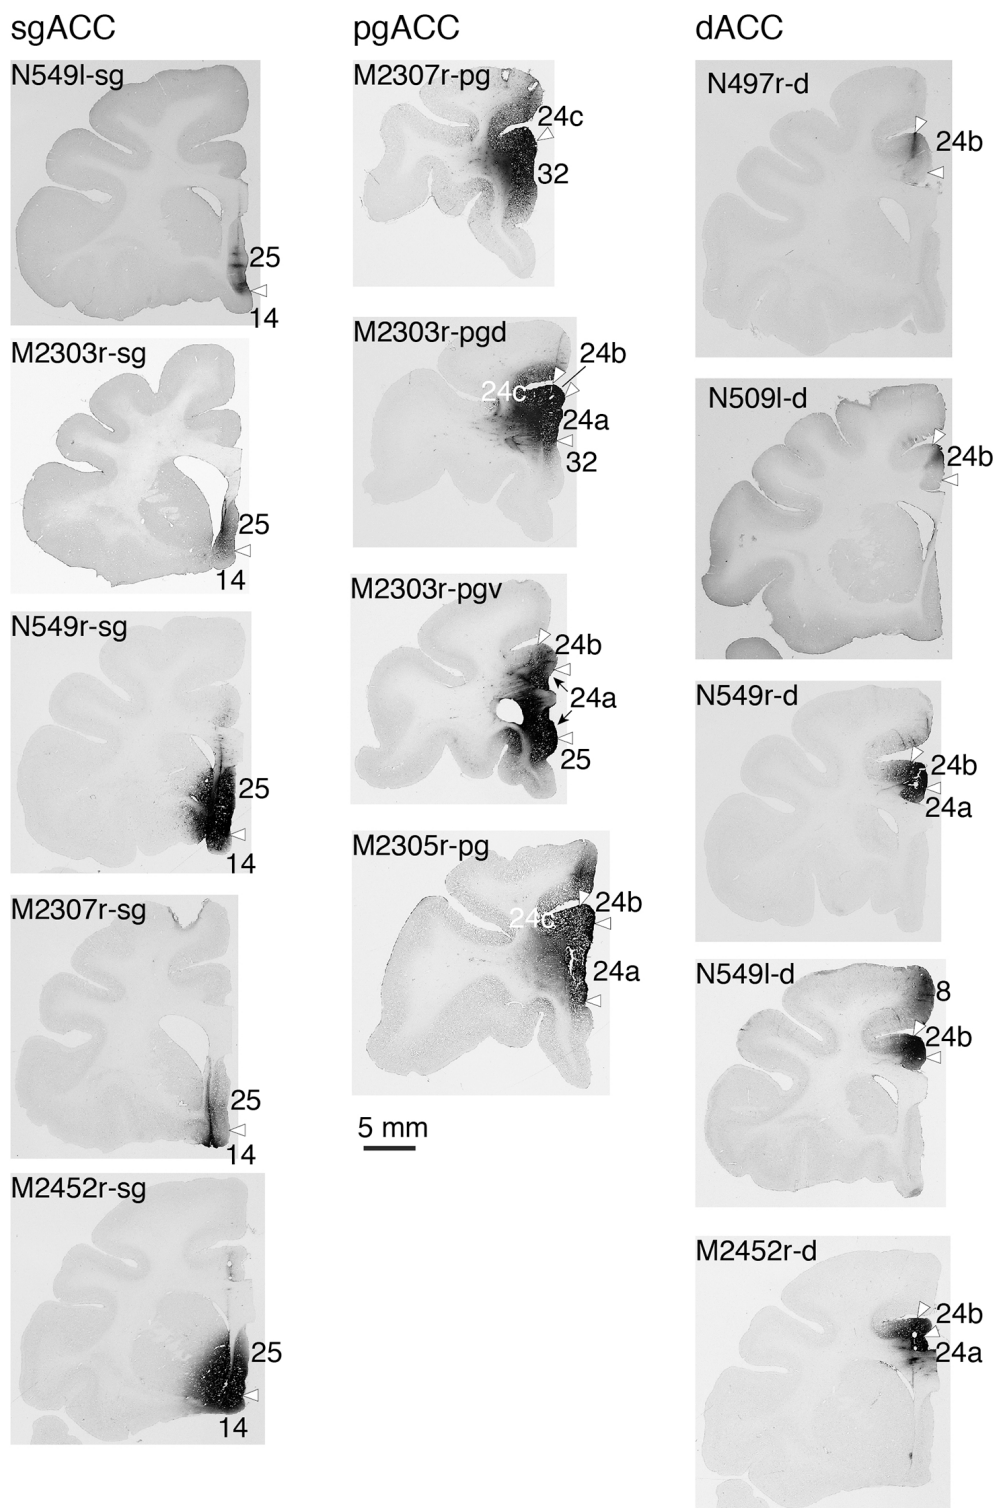 sgACC
N549l-sg
25
14
M2303r-sg
25
14
N549r-sg
25
14
M2307r-sg
25
14
M2452r-sg
25
14
pgACC
M2307r-pg
24c
32
M2303r-pgd
24b
24c
24a
32
M2303r-pgv
24b
24a
25
M2305r-pg
24b
24c
24a
5 mm
dACC
N497r-d
24b
N509l-d
24b
N549r-d
24b
24a
N549l-d
8
24b
M2452r-d
24b
24a